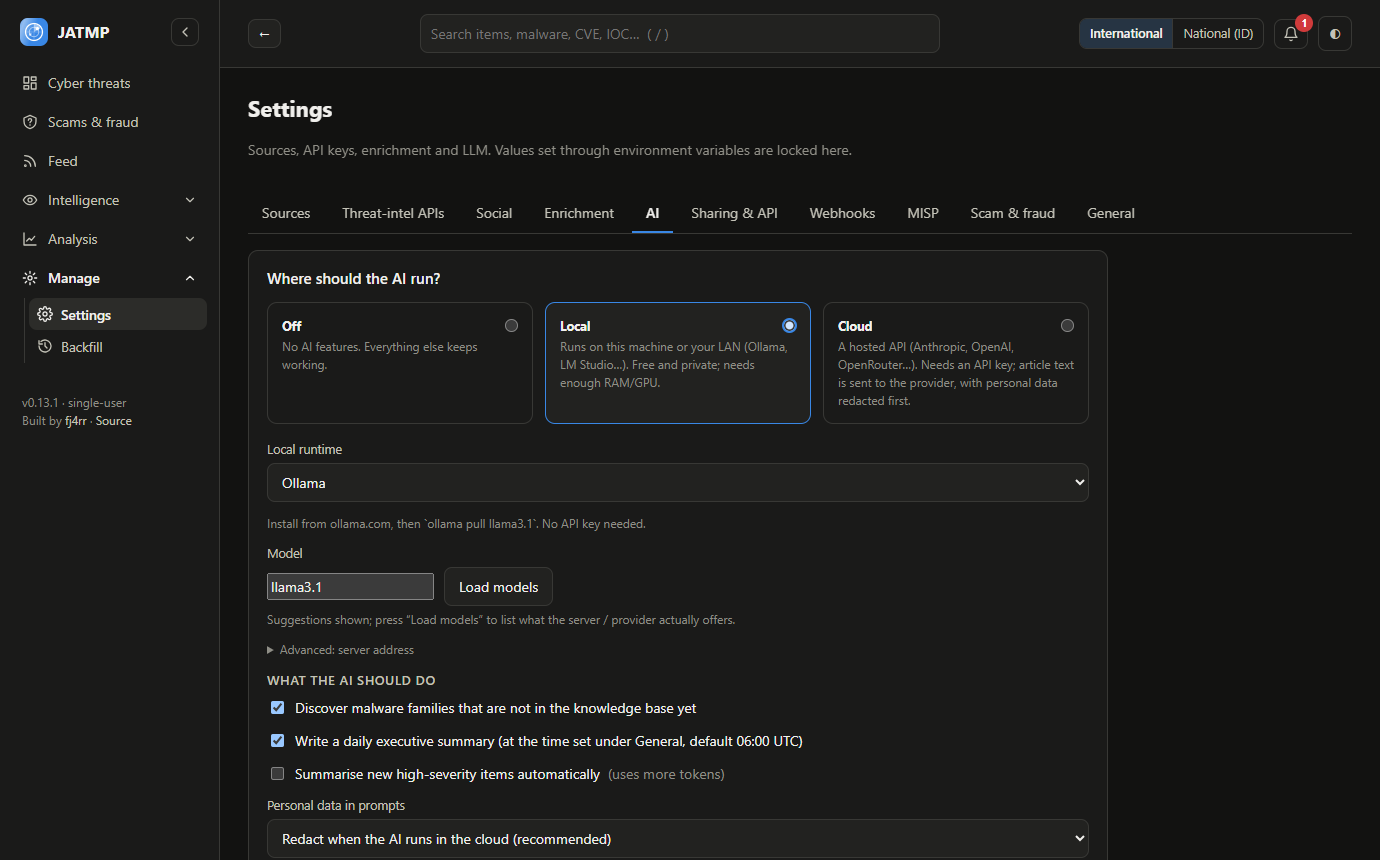 JATMP
Search items, malware, CVE, IOC... ( / )
International
National (ID)
1
Cyber threats
Scams & fraud
Feed
Intelligence
Analysis
Manage
Settings
Backfill
v0.13.1 · single-user
Built by fj4rr · Source
Settings
Sources, API keys, enrichment and LLM. Values set through environment variables are locked here.
Sources
Threat-intel APIs
Social
Enrichment
AI
Sharing & API
Webhooks
MISP
Scam & fraud
General
Where should the AI run?
Off
No AI features. Everything else keeps
working.
Local
Runs on this machine or your LAN (Ollama,
LM Studio...). Free and private; needs
enough RAM/GPU.
Cloud
A hosted API (Anthropic, OpenAI,
OpenRouter...). Needs an API key; article text
is sent to the provider, with personal data
redacted first.
Local runtime
Ollama
Install from ollama.com, then `ollama pull llama3.1`. No API key needed.
Model
llama3.1
Load models
Suggestions shown; press “Load models” to list what the server / provider actually offers.
Advanced: server address
WHAT THE AI SHOULD DO
Discover malware families that are not in the knowledge base yet
Write a daily executive summary (at the time set under General, default 06:00 UTC)
Summarise new high-severity items automatically (uses more tokens)
Personal data in prompts
Redact when the AI runs in the cloud (recommended)